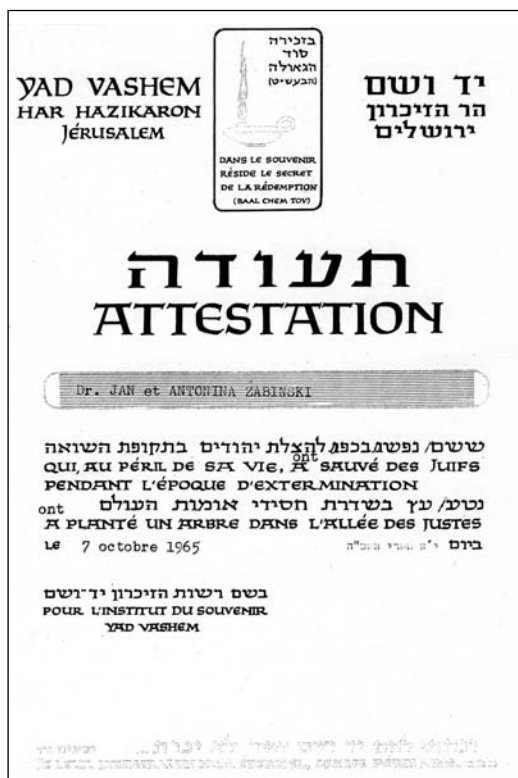 YAD VASHEM
HAR HAZIKARON
JÉRUSALEM
בזכירה
סוד
הגאולה
(הבעש״ט)
DANS LE SOUVENIR
RÉSIDE LE SECRET
DE LA RÉDEMPTION
(BAAL CHEM TOV)
יד ושם
הר הזיכרון
ירושלים
תעודה
ATTESTATION
Dr. JAN et ANTONINA ŻABIŃSKI
ששם/ נפשו/בכפו/להצלת יהודים בתקופת השואה
ont
QUI, AU PÉRIL DE SA VIE, A SAUVÉ DES JUIFS
PENDANT L'ÉPOQUE D'EXTERMINATION
נטע/ עץ בשדרת חסידי אומות העולם
ont
A PLANTÉ UN ARBRE DANS L'ALLÉE DES JUSTES
LE 7 octobre 1965
ביום
בשם רשות הזיכרון יד-ושם
POUR L'INSTITUT DU SOUVENIR
YAD VASHEM